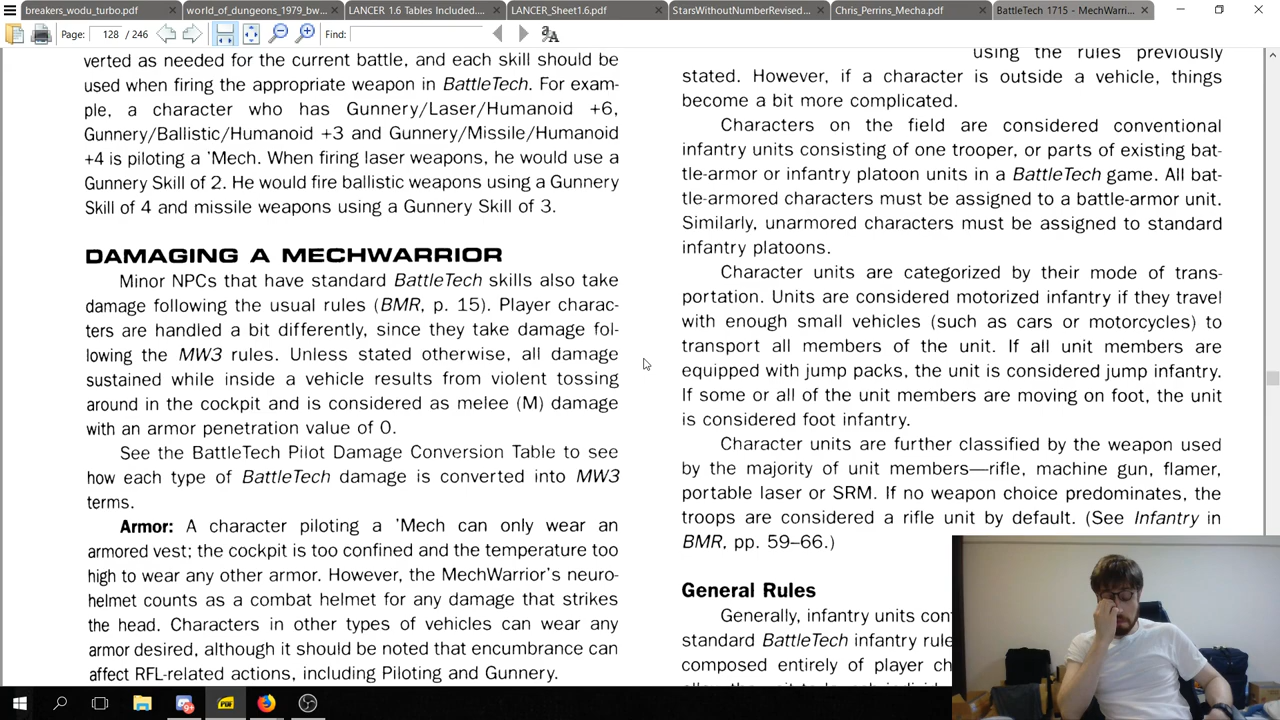 breakers_wodu_turbo.pdf
world_of_dungeons_1979_bw...
LANCER 1.6 Tables Included....
LANCER_Sheet1.6.pdf
StarsWithoutNumberRevised...
Chris_Perrins_Mecha.pdf
BattleTech 1715 - MechWarri...
Page: 128 / 246
Find:
verted as needed for the current battle, and each skill should be
used when firing the appropriate weapon in BattleTech. For exam-
ple, a character who has Gunnery/Laser/Humanoid +6,
Gunnery/Ballistic/Humanoid +3 and Gunnery/Missile/Humanoid
+4 is piloting a 'Mech. When firing laser weapons, he would use a
Gunnery Skill of 2. He would fire ballistic weapons using a Gunnery
Skill of 4 and missile weapons using a Gunnery Skill of 3.
DAMAGING A MECHWARRIOR
Minor NPCs that have standard BattleTech skills also take
damage following the usual rules (BMR, p. 15). Player charac-
ters are handled a bit differently, since they take damage fol-
lowing the MW3 rules. Unless stated otherwise, all damage
sustained while inside a vehicle results from violent tossing
around in the cockpit and is considered as melee (M) damage
with an armor penetration value of 0.
See the BattleTech Pilot Damage Conversion Table to see
how each type of BattleTech damage is converted into MW3
terms.
Armor: A character piloting a 'Mech can only wear an
armored vest; the cockpit is too confined and the temperature too
high to wear any other armor. However, the MechWarrior's neuro-
helmet counts as a combat helmet for any damage that strikes
the head. Characters in other types of vehicles can wear any
armor desired, although it should be noted that encumbrance can
affect RFL-related actions, including Piloting and Gunnery.
using the rules previously
stated. However, if a character is outside a vehicle, things
become a bit more complicated.
Characters on the field are considered conventional
infantry units consisting of one trooper, or parts of existing bat-
tle-armor or infantry platoon units in a BattleTech game. All bat-
tle-armored characters must be assigned to a battle-armor unit.
Similarly, unarmored characters must be assigned to standard
infantry platoons.
Character units are categorized by their mode of trans-
portation. Units are considered motorized infantry if they travel
with enough small vehicles (such as cars or motorcycles) to
transport all members of the unit. If all unit members are
equipped with jump packs, the unit is considered jump infantry.
If some or all of the unit members are moving on foot, the unit
is considered foot infantry.
Character units are further classified by the weapon used
by the majority of unit members—rifle, machine gun, flamer,
portable laser or SRM. If no weapon choice predominates, the
troops are considered a rifle unit by default. (See Infantry in
BMR, pp. 59–66.)
General Rules
Generally, infantry units con
standard BattleTech infantry rule
composed entirely of player ch